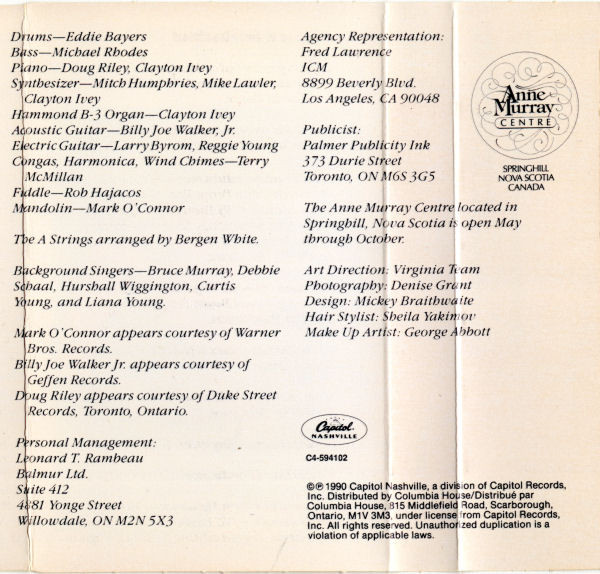 Drums—Eddie Bayers
Bass—Michael Rhodes
Piano—Doug Riley, Clayton Ivey
Synthesizer—Mitch Humphries, Mike Lawler,
Clayton Ivey
Hammond B-3 Organ—Clayton Ivey
Acoustic Guitar—Billy Joe Walker, Jr.
Electric Guitar—Larry Byrom, Reggie Young
Congas, Harmonica, Wind Chimes—Terry
McMillan
Fiddle—Rob Hajacos
Mandolin—Mark O'Connor

The A Strings arranged by Bergen White.

Background Singers—Bruce Murray, Debbie
Schaal, Hurshall Wiggington, Curtis
Young, and Liana Young.

Mark O'Connor appears courtesy of Warner
Bros. Records.
Billy Joe Walker Jr. appears courtesy of
Geffen Records.
Doug Riley appears courtesy of Duke Street
Records, Toronto, Ontario.

Personal Management:
Leonard T. Rambeau
Balmur Ltd.
Suite 412
4881 Yonge Street
Willowdale, ON M2N 5X3

Agency Representation:
Fred Lawrence
ICM
8899 Beverly Blvd.
Los Angeles, CA 90048

Publicist:
Palmer Publicity Ink
373 Durie Street
Toronto, ON M6S 3G5

The Anne Murray Centre located in
Springhill, Nova Scotia is open May
through October.

Art Direction: Virginia Team
Photography: Denise Grant
Design: Mickey Braithwaite
Hair Stylist: Sheila Yakimov
Make Up Artist: George Abbott

Capitol
NASHVILLE
C4-594102

©℗ 1990 Capitol Nashville, a division of Capitol Records,
Inc. Distributed by Columbia House/Distribué par
Columbia House, 815 Middlefield Road, Scarborough,
Ontario, M1V 3M3, under license from Capitol Records,
Inc. All rights reserved. Unauthorized duplication is a
violation of applicable laws.

Anne
Murray
CENTRE
SPRINGHILL
NOVA SCOTIA
CANADA